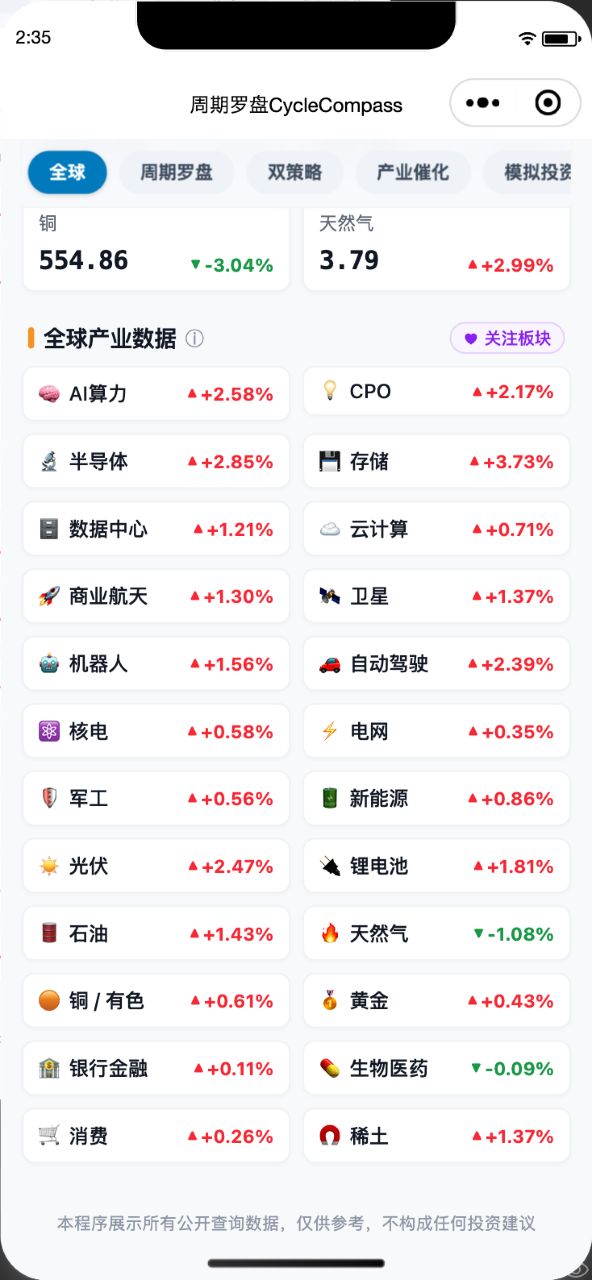 2:35
周期罗盘CycleCompass
全球 周期罗盘 双策略 产业催化 模拟投资
铜 天然气
554.86 ▼-3.04% 3.79 ▲+2.99%
全球产业数据 ⓘ 关注板块
AI算力 ▲+2.58% CPO ▲+2.17%
半导体 ▲+2.85% 存储 ▲+3.73%
数据中心 ▲+1.21% 云计算 ▲+0.71%
商业航天 ▲+1.30% 卫星 ▲+1.37%
机器人 ▲+1.56% 自动驾驶 ▲+2.39%
核电 ▲+0.58% 电网 ▲+0.35%
军工 ▲+0.56% 新能源 ▲+0.86%
光伏 ▲+2.47% 锂电池 ▲+1.81%
石油 ▲+1.43% 天然气 ▼-1.08%
铜 / 有色 ▲+0.61% 黄金 ▲+0.43%
银行金融 ▲+0.11% 生物医药 ▼-0.09%
消费 ▲+0.26% 稀土 ▲+1.37%
本程序展示所有公开查询数据，仅供参考，不构成任何投资建议